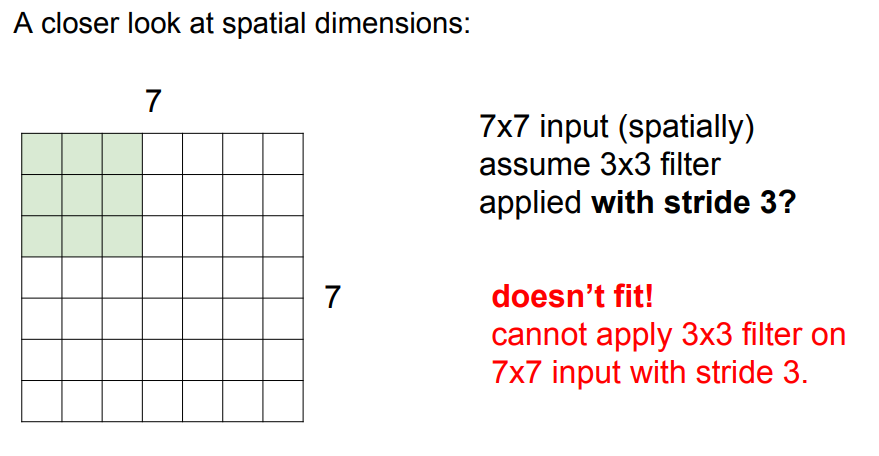 A closer look at spatial dimensions:
7
7x7 input (spatially)
assume 3x3 filter
applied with stride 3?
7
doesn’t fit!
cannot apply 3x3 filter on
7x7 input with stride 3.